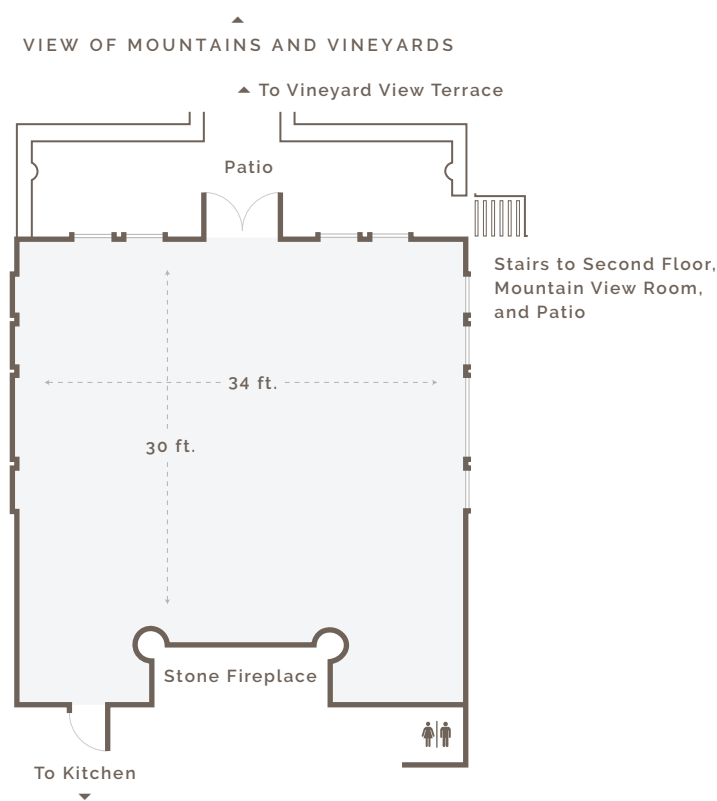 VIEW OF MOUNTAINS AND VINEYARDS
To Vineyard View Terrace
Patio
Stairs to Second Floor,
Mountain View Room,
and Patio
34 ft.
30 ft.
Stone Fireplace
To Kitchen